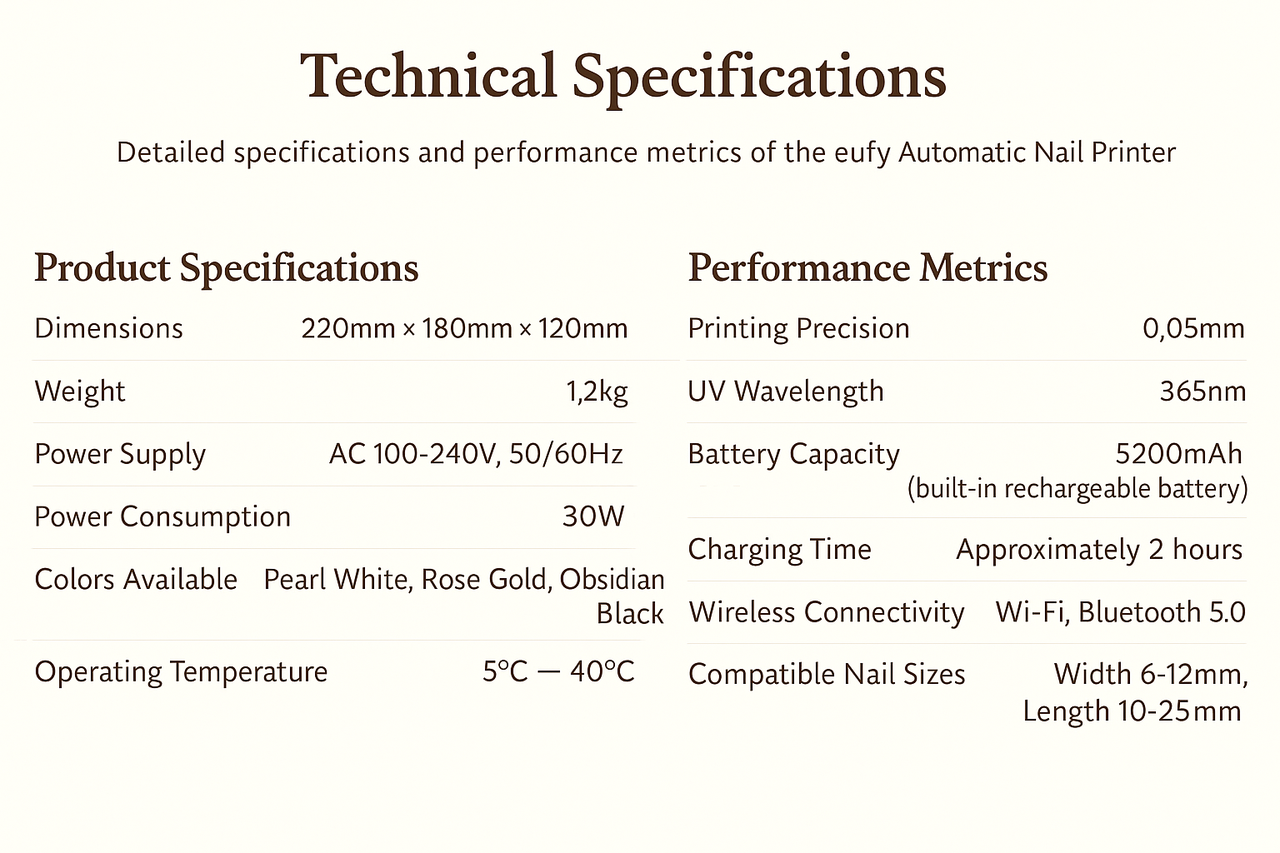 Technical Specifications
Detailed specifications and performance metrics of the eufy Automatic Nail Printer
Product Specifications
Dimensions 220mm × 180mm × 120mm
Weight 1,2kg
Power Supply AC 100-240V, 50/60Hz
Power Consumption 30W
Colors Available Pearl White, Rose Gold, Obsidian
Black
Operating Temperature 5°C — 40°C
Performance Metrics
Printing Precision 0,05mm
UV Wavelength 365nm
Battery Capacity 5200mAh
(built-in rechargeable battery)
Charging Time Approximately 2 hours
Wireless Connectivity Wi-Fi, Bluetooth 5.0
Compatible Nail Sizes Width 6-12mm,
Length 10-25mm